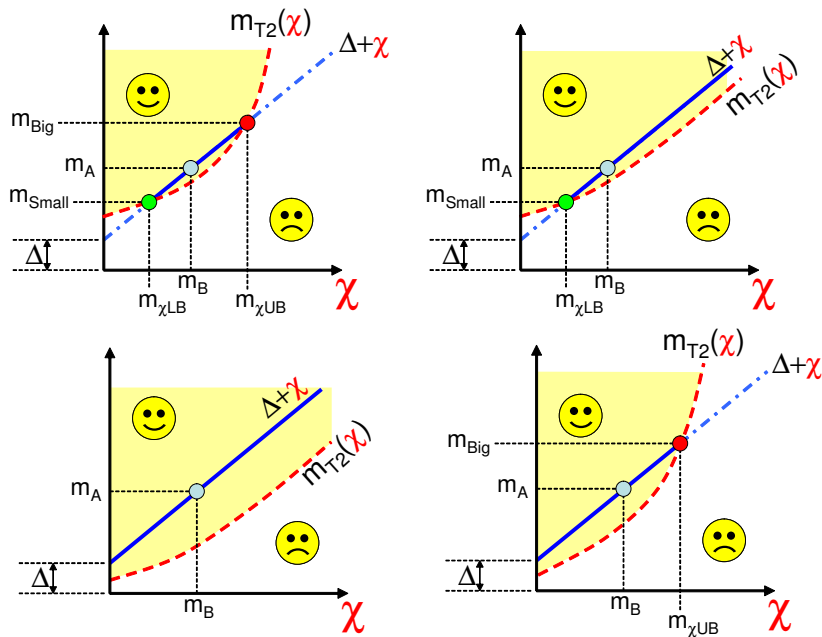 m_T2(χ)
Δ+χ
m_Big
m_A
m_Small
Δ
m_B
m_χLB
m_χUB
χ
Δ+χ
m_T2(χ)
m_A
m_Small
Δ
m_B
m_χLB
χ
Δ+χ
m_T2(χ)
m_A
Δ
m_B
χ
m_T2(χ)
Δ+χ
m_Big
m_A
Δ
m_B
m_χUB
χ